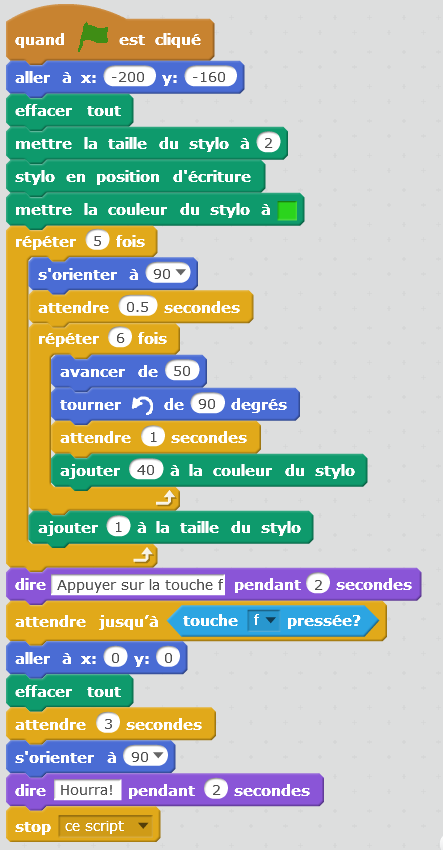 quand est cliqué
aller à x: -200 y: -160
effacer tout
mettre la taille du stylo à 2
stylo en position d'écriture
mettre la couleur du stylo à
répéter 5 fois
s'orienter à 90
attendre 0.5 secondes
répéter 6 fois
avancer de 50
tourner de 90 degrés
attendre 1 secondes
ajouter 40 à la couleur du stylo
ajouter 1 à la taille du stylo
dire Appuyer sur la touche f pendant 2 secondes
attendre jusqu'à touche f pressée?
aller à x: 0 y: 0
effacer tout
attendre 3 secondes
s'orienter à 90
dire Hourra! pendant 2 secondes
stop ce script